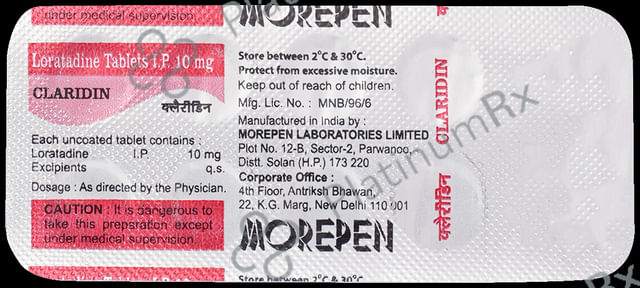 under medical supervision.
Loratadine Tablets I.P. 10 mg
CLARIDIN
क्लैरीडिन
Each uncoated tablet contains :
Loratadine I.P. 10 mg
Excipients q.s.
Dosage : As directed by the Physician.
CAUTION : It is dangerous to
take this preparation except
under medical supervision.
MOREPEN
Store between 2°C & 30°C.
Protect from excessive moisture.
Keep out of reach of children.
Mfg. Lic. No. : MNB/96/6
Manufactured in India by :
MOREPEN LABORATORIES LIMITED
Plot No. 12-B, Sector-2, Parwanoo,
Distt. Solan (H.P.) 173 220
Corporate Office :
4th Floor, Antriksh Bhawan,
22, K.G. Marg, New Delhi 110 001
MOREPEN
Store between 2°C & 30°C.
CLARIDIN
क्लैरीडिन
PlatinumRx